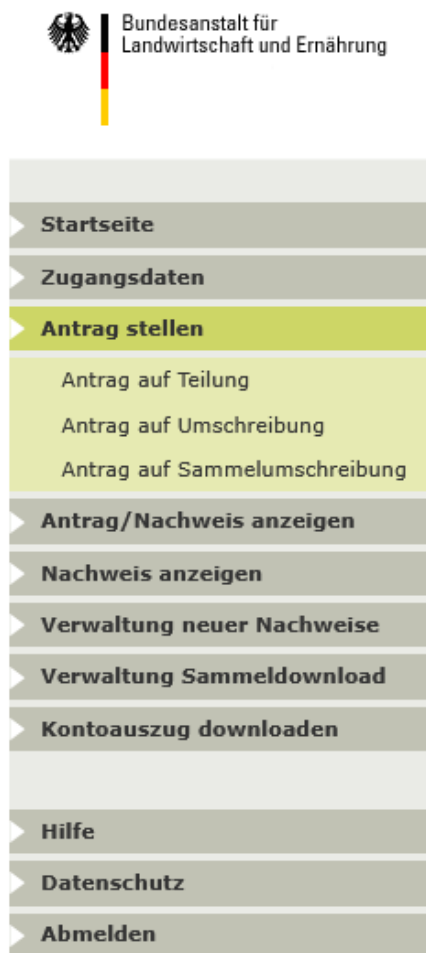 Bundesanstalt für
Landwirtschaft und Ernährung
Startseite
Zugangsdaten
Antrag stellen
Antrag auf Teilung
Antrag auf Umschreibung
Antrag auf Sammelumschreibung
Antrag/Nachweis anzeigen
Nachweis anzeigen
Verwaltung neuer Nachweise
Verwaltung Sammeldownload
Kontoauszug downloaden
Hilfe
Datenschutz
Abmelden